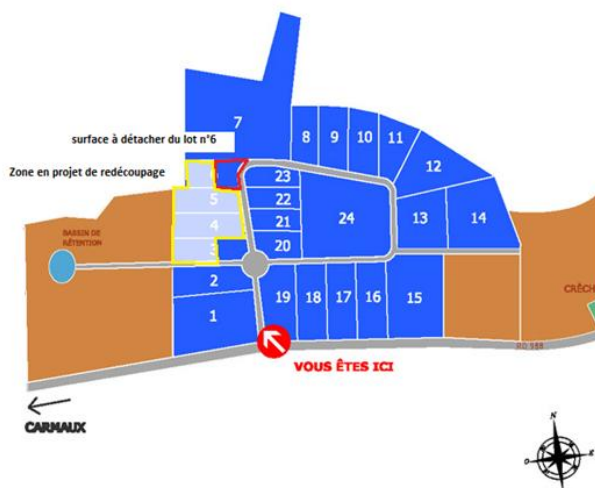 7
surface à détacher du lot n°6
8 9 10 11
12
Zone en projet de redécoupage
23
5
22
24
13
14
4
21
BASSIN DE
RÉTENTION
3
20
2
19 18 17 16 15
CRÈCH
1
RD 988
VOUS ÊTES ICI
CARMAUX
N
O
E
S